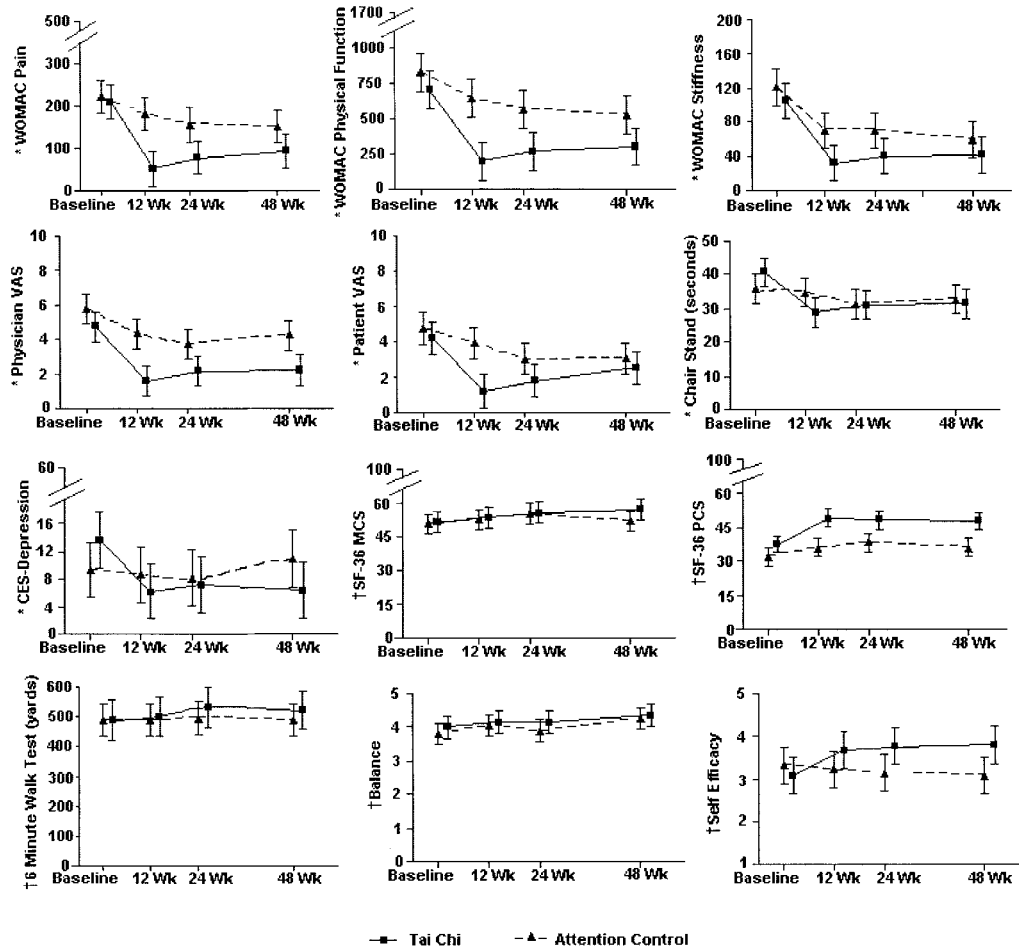 * WOMAC Pain
500
300
200
100
0
Baseline 12 Wk 24 Wk 48 Wk
* WOMAC Physical Function
1700
1000
750
500
250
0
Baseline 12 Wk 24 Wk 48 Wk
* WOMAC Stiffness
200
160
120
80
40
0
Baseline 12 Wk 24 Wk 48 Wk
* Physician VAS
10
8
6
4
2
0
Baseline 12 Wk 24 Wk 48 Wk
* Patient VAS
10
8
6
4
2
0
Baseline 12 Wk 24 Wk 48 Wk
* Chair Stand (seconds)
50
40
30
20
10
0
Baseline 12 Wk 24 Wk 48 Wk
* CES-Depression
60
16
12
8
4
0
Baseline 12 Wk 24 Wk 48 Wk
†SF-36 MCS
100
60
45
30
15
0
Baseline 12 Wk 24 Wk 48 Wk
†SF-36 PCS
100
60
45
30
15
0
Baseline 12 Wk 24 Wk 48 Wk
†6 Minute Walk Test (yards)
600
500
400
300
200
100
0
Baseline 12 Wk 24 Wk 48 Wk
†Balance
5
4
3
2
1
0
Baseline 12 Wk 24 Wk 48 Wk
†Self Efficacy
5
4
3
2
1
Baseline 12 Wk 24 Wk 48 Wk
Tai Chi Attention Control